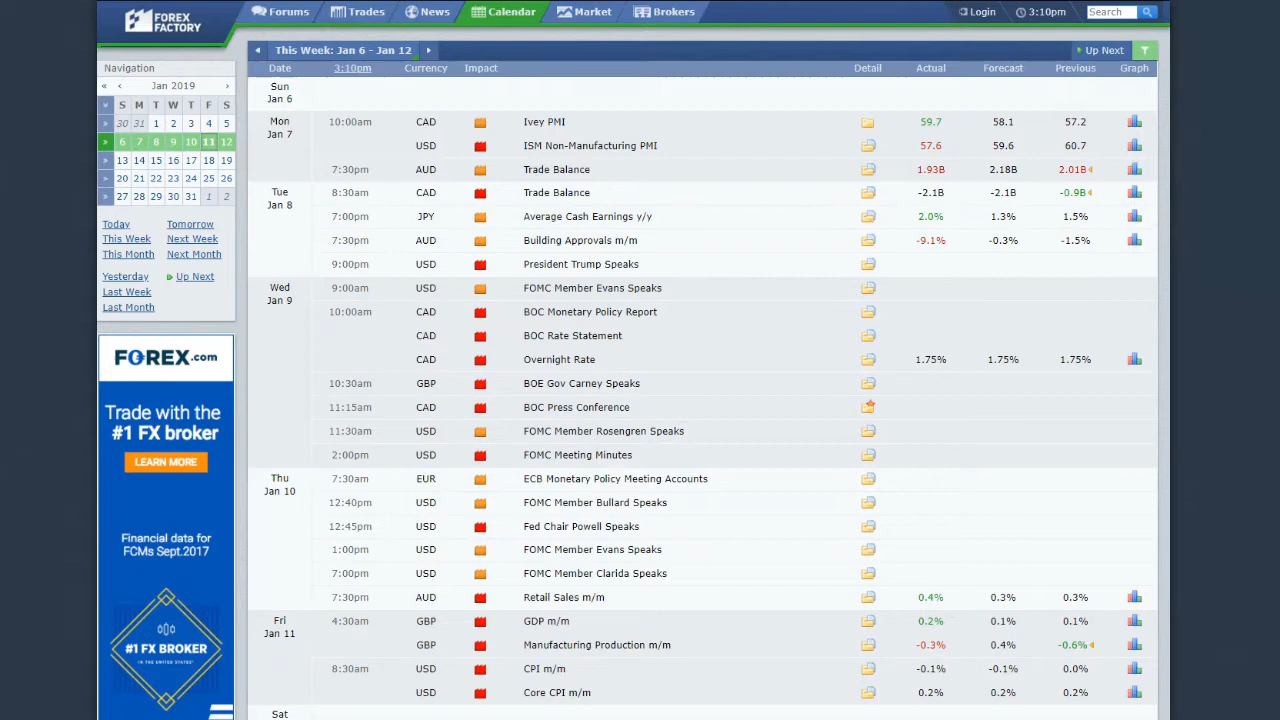 FOREX
FACTORY
Forums Trades News Calendar Market Brokers Login 3:10pm Search
Navigation
« ‹ Jan 2019 ›
S M T W T F S
» 30 31 1 2 3 4 5
» 6 7 8 9 10 11 12
» 13 14 15 16 17 18 19
» 20 21 22 23 24 25 26
» 27 28 29 30 31 1 2
Today Tomorrow
This Week Next Week
This Month Next Month
Yesterday Up Next
Last Week
Last Month
FOREX.com
Trade with the
#1 FX broker
LEARN MORE
Financial data for
FCMs Sept.2017
#1 FX BROKER
IN THE UNITED STATES*
This Week: Jan 6 - Jan 12 Up Next
Date 3:10pm Currency Impact Detail Actual Forecast Previous Graph
Sun
Jan 6
Mon
Jan 7
10:00am CAD Ivey PMI 59.7 58.1 57.2
USD ISM Non-Manufacturing PMI 57.6 59.6 60.7
7:30pm AUD Trade Balance 1.93B 2.18B 2.01B
Tue
Jan 8
8:30am CAD Trade Balance -2.1B -2.1B -0.9B
7:00pm JPY Average Cash Earnings y/y 2.0% 1.3% 1.5%
7:30pm AUD Building Approvals m/m -9.1% -0.3% -1.5%
9:00pm USD President Trump Speaks
Wed
Jan 9
9:00am USD FOMC Member Evans Speaks
10:00am CAD BOC Monetary Policy Report
CAD BOC Rate Statement
CAD Overnight Rate 1.75% 1.75% 1.75%
10:30am GBP BOE Gov Carney Speaks
11:15am CAD BOC Press Conference
11:30am USD FOMC Member Rosengren Speaks
2:00pm USD FOMC Meeting Minutes
Thu
Jan 10
7:30am EUR ECB Monetary Policy Meeting Accounts
12:40pm USD FOMC Member Bullard Speaks
12:45pm USD Fed Chair Powell Speaks
1:00pm USD FOMC Member Evans Speaks
7:00pm USD FOMC Member Clarida Speaks
7:30pm AUD Retail Sales m/m 0.4% 0.3% 0.3%
Fri
Jan 11
4:30am GBP GDP m/m 0.2% 0.1% 0.1%
GBP Manufacturing Production m/m -0.3% 0.4% -0.6%
8:30am USD CPI m/m -0.1% -0.1% 0.0%
USD Core CPI m/m 0.2% 0.2% 0.2%
Sat